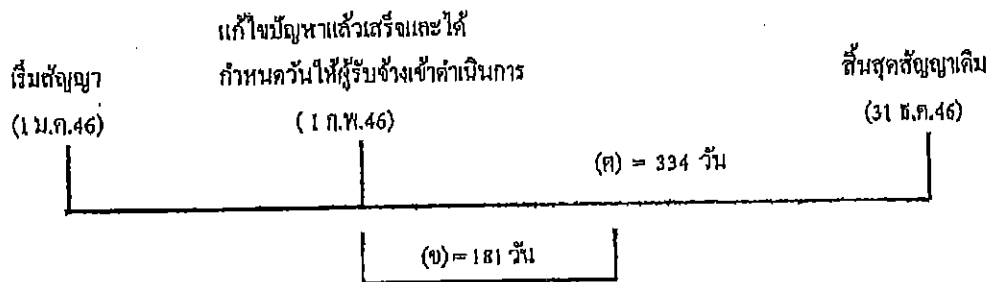 แก้ไขปัญหาแล้วเสร็จและได้
เริ่มสัญญา
กำหนดวันให้ผู้รับจ้างเข้าดำเนินการ
สิ้นสุดสัญญาเดิม
(1 ม.ค.46)
( 1 ก.พ.46)
(31 ธ.ค.46)
(ค) = 334 วัน
(ข) = 181 วัน